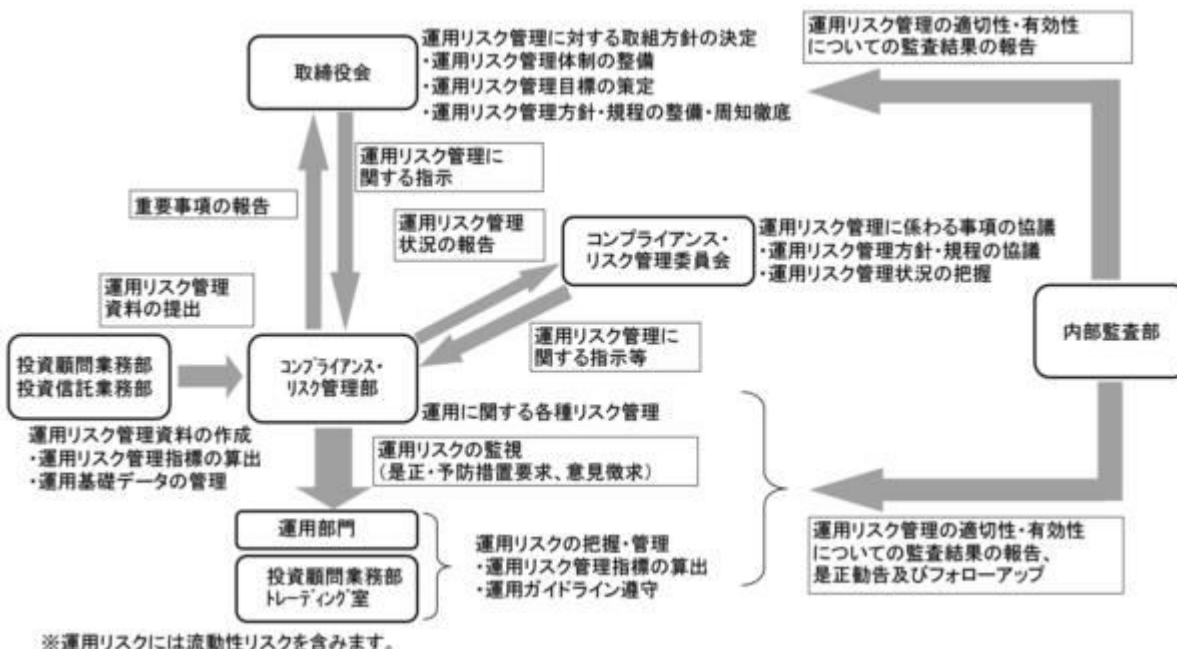 取締役会
運用リスク管理に対する取組方針の決定
・運用リスク管理体制の整備
・運用リスク管理目標の策定
・運用リスク管理方針・規程の整備・周知徹底
運用リスク管理の適切性・有効性
についての監査結果の報告
運用リスク管理に
関する指示
重要事項の報告
運用リスク管理
状況の報告
コンプライアンス・
リスク管理委員会
運用リスク管理に係わる事項の協議
・運用リスク管理方針・規程の協議
・運用リスク管理状況の把握
運用リスク管理
資料の提出
運用リスク管理に
関する指示等
内部監査部
投資顧問業務部
投資信託業務部
コンプライアンス・
リスク管理部
運用に関する各種リスク管理
運用リスク管理資料の作成
・運用リスク管理指標の算出
・運用基礎データの管理
運用リスクの監視
(是正・予防措置要求、意見徴求)
運用部門
投資顧問業務部
トレーディング室
運用リスクの把握・管理
・運用リスク管理指標の算出
・運用ガイドライン遵守
運用リスク管理の適切性・有効性
についての監査結果の報告、
是正勧告及びフォローアップ
※運用リスクには流動性リスクを含みます。